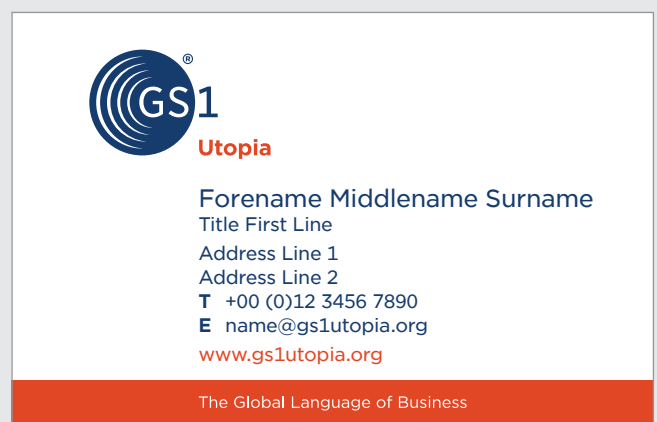 GS1®
Utopia
Forename Middlename Surname
Title First Line
Address Line 1
Address Line 2
T +00 (0)12 3456 7890
E name@gs1utopia.org
www.gs1utopia.org
The Global Language of Business